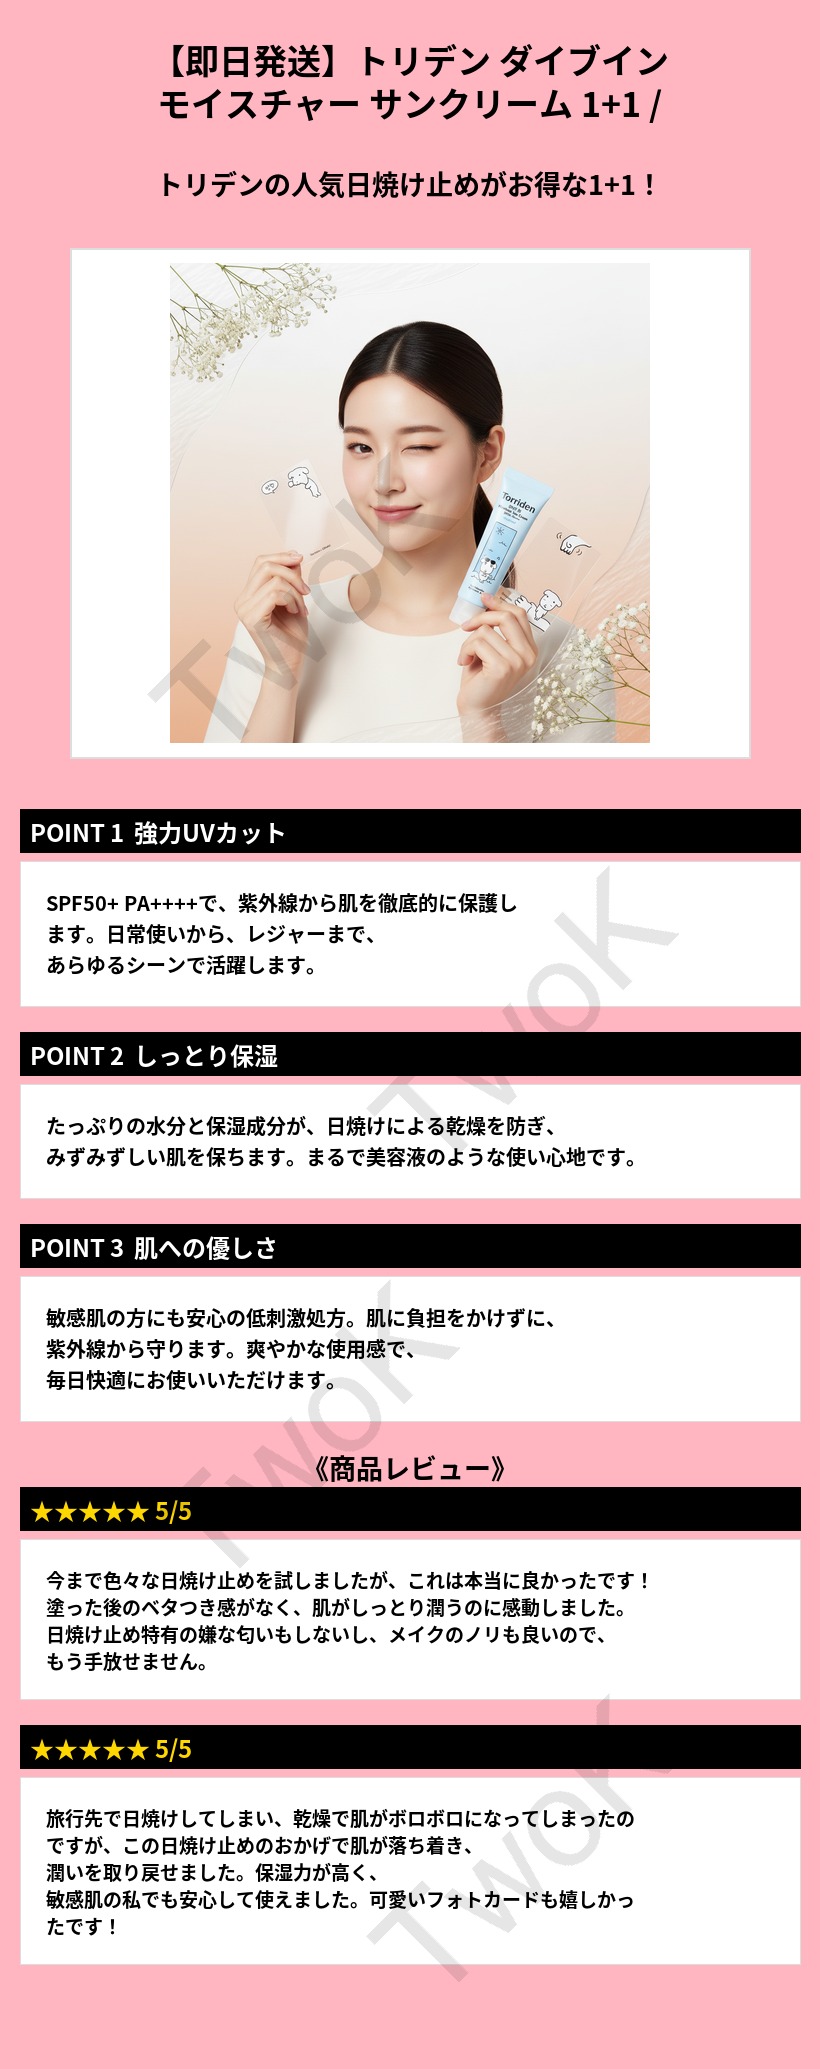 【即日発送】トリデン ダイブイン
モイスチャー サンクリーム 1+1 /
トリデンの人気日焼け止めがお得な1+1！
Torriden
TwoK
POINT 1 強力UVカット
SPF50+ PA++++で、紫外線から肌を徹底的に保護し
ます。日常使いから、レジャーまで、
あらゆるシーンで活躍します。
TwoK
POINT 2 しっとり保湿
たっぷりの水分と保湿成分が、日焼けによる乾燥を防ぎ、
みずみずしい肌を保ちます。まるで美容液のような使い心地です。
POINT 3 肌への優しさ
敏感肌の方にも安心の低刺激処方。肌に負担をかけずに、
紫外線から守ります。爽やかな使用感で、
毎日快適にお使いいただけます。
TwoK
《商品レビュー》
★★★★★ 5/5
今まで色々な日焼け止めを試しましたが、これは本当に良かったです！
塗った後のベタつき感がなく、肌がしっとり潤うのに感動しました。
日焼け止め特有の嫌な匂いもしないし、メイクのノリも良いので、
もう手放せません。
★★★★★ 5/5
旅行先で日焼けしてしまい、乾燥で肌がボロボロになってしまったの
ですが、この日焼け止めのおかげで肌が落ち着き、
潤いを取り戻せました。保湿力が高く、
敏感肌の私でも安心して使えました。可愛いフォトカードも嬉しかっ
たです！
TwoK